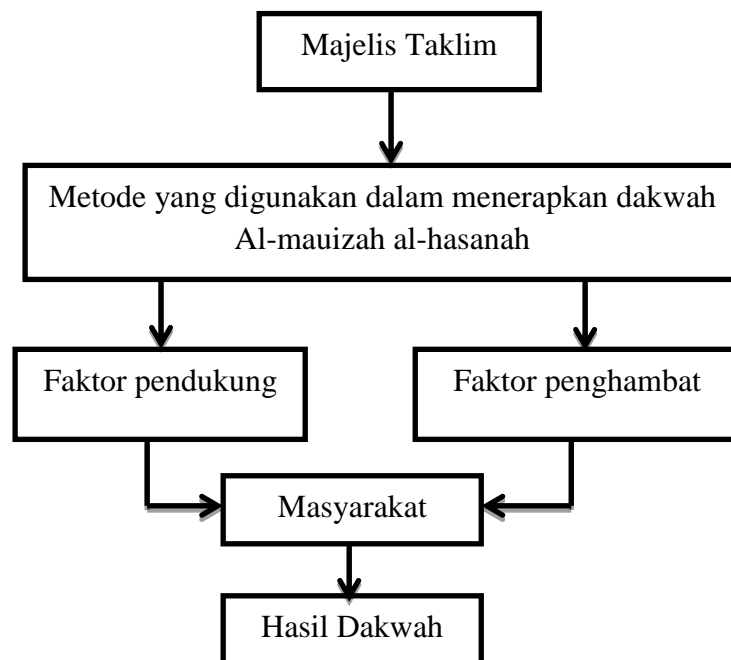 Majelis Taklim
Metode yang digunakan dalam menerapkan dakwah
Al-mauizah al-hasanah
Faktor pendukung
Faktor penghambat
Masyarakat
Hasil Dakwah